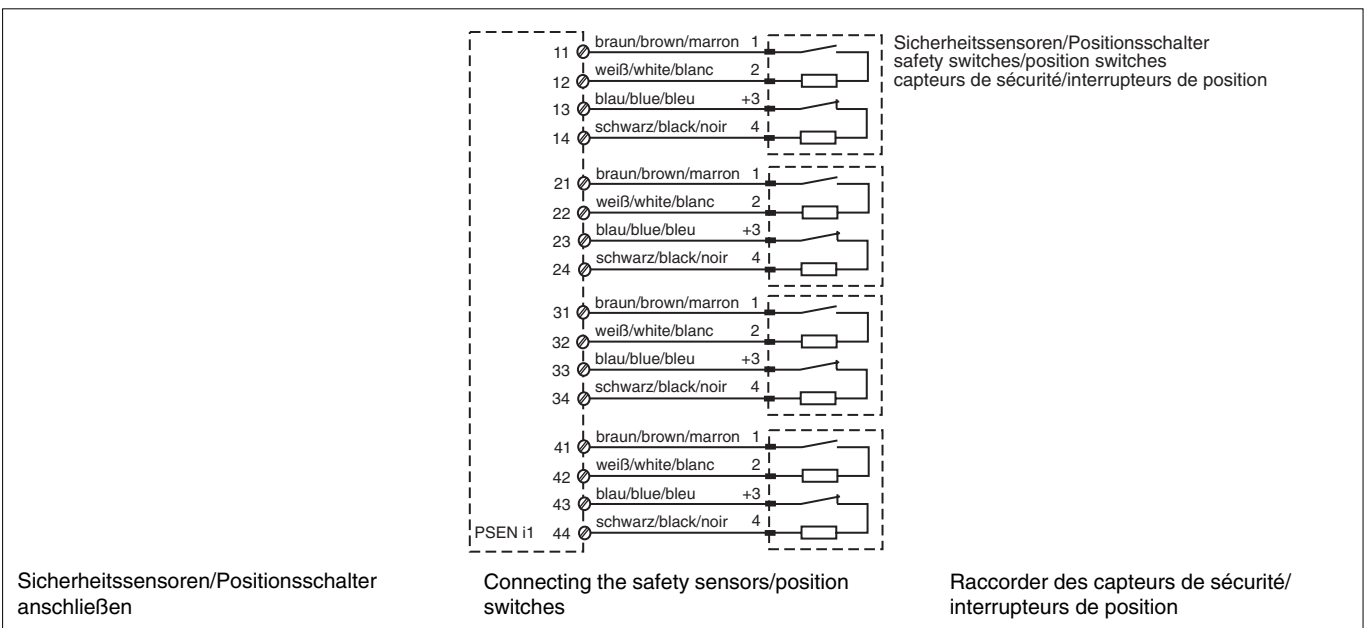 11 braun/brown/marron 1 Sicherheitssensoren/Positionsschalter
safety switches/position switches
12 weiß/white/blanc 2 capteurs de sécurité/interrupteurs de position
13 blau/blue/bleu +3
14 schwarz/black/noir 4
21 braun/brown/marron 1
22 weiß/white/blanc 2
23 blau/blue/bleu +3
24 schwarz/black/noir 4
31 braun/brown/marron 1
32 weiß/white/blanc 2
33 blau/blue/bleu +3
34 schwarz/black/noir 4
41 braun/brown/marron 1
42 weiß/white/blanc 2
43 blau/blue/bleu +3
PSEN i1 44 schwarz/black/noir 4
Sicherheitssensoren/Positionsschalter
anschließen
Connecting the safety sensors/position
switches
Raccorder des capteurs de sécurité/
interrupteurs de position